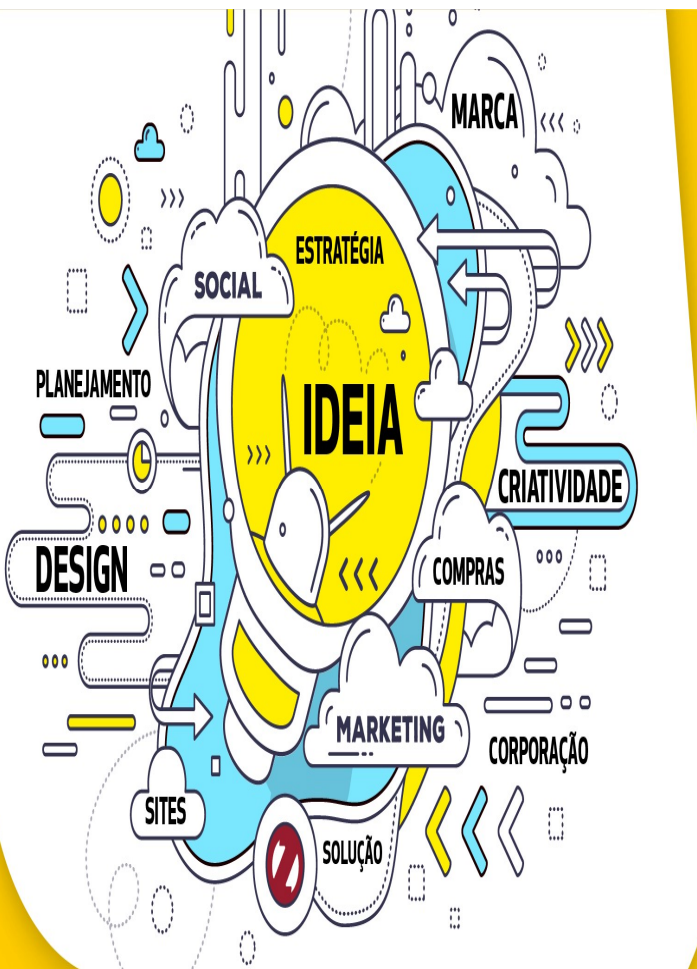 MARCA
ESTRATÉGIA
SOCIAL
PLANEJAMENTO
IDEIA
CRIATIVIDADE
DESIGN
COMPRAS
MARKETING
CORPORAÇÃO
SITES
SOLUÇÃO